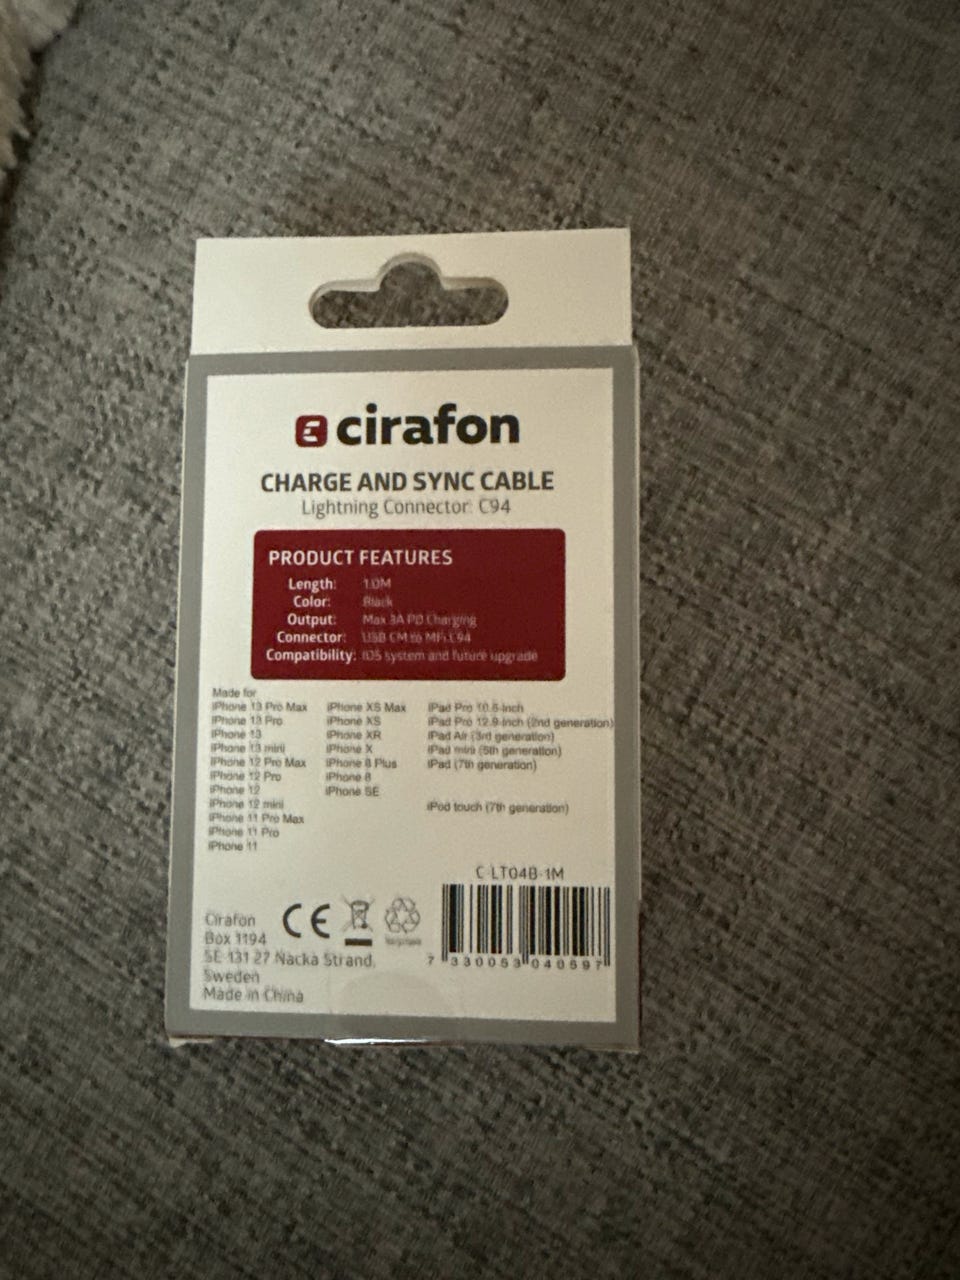 cirafon
CHARGE AND SYNC CABLE
Lightning Connector: C94
PRODUCT FEATURES
Length: 1.0M
Color: Black
Output: Max 3A PD Charging
Connector: USB CM to MFi C94
Compatibility: iOS system and future upgrade
Made for
iPhone 13 Pro Max
iPhone 13 Pro
iPhone 13
iPhone 13 mini
iPhone 12 Pro Max
iPhone 12 Pro
iPhone 12
iPhone 12 mini
iPhone 11 Pro Max
iPhone 11 Pro
iPhone 11
iPhone XS Max
iPhone XS
iPhone XR
iPhone X
iPhone 8 Plus
iPhone 8
iPhone SE
iPad Pro 10.5-inch
iPad Pro 12.9-inch (2nd generation)
iPad Air (3rd generation)
iPad mini (5th generation)
iPad (7th generation)
iPod touch (7th generation)
C-LT04B-1M
7 330053 040597
CE
Cirafon
Box 1194
SE-131 27 Nacka Strand,
Sweden
Made in China